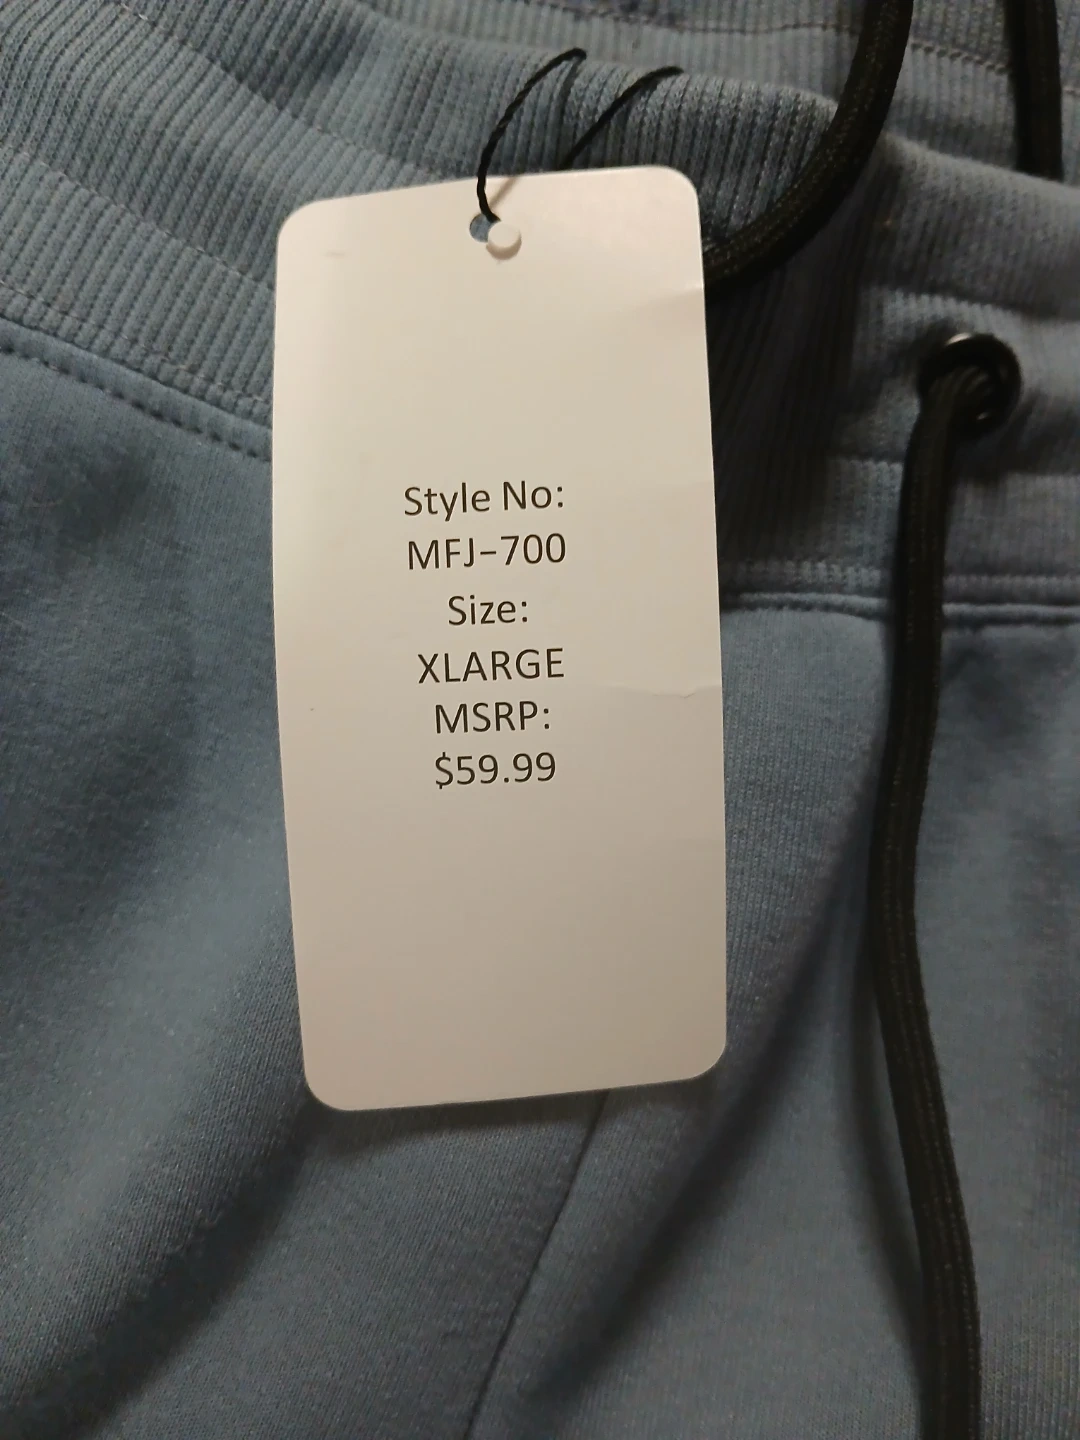 Style No:
MFJ-700
Size:
XLARGE
MSRP:
$59.99